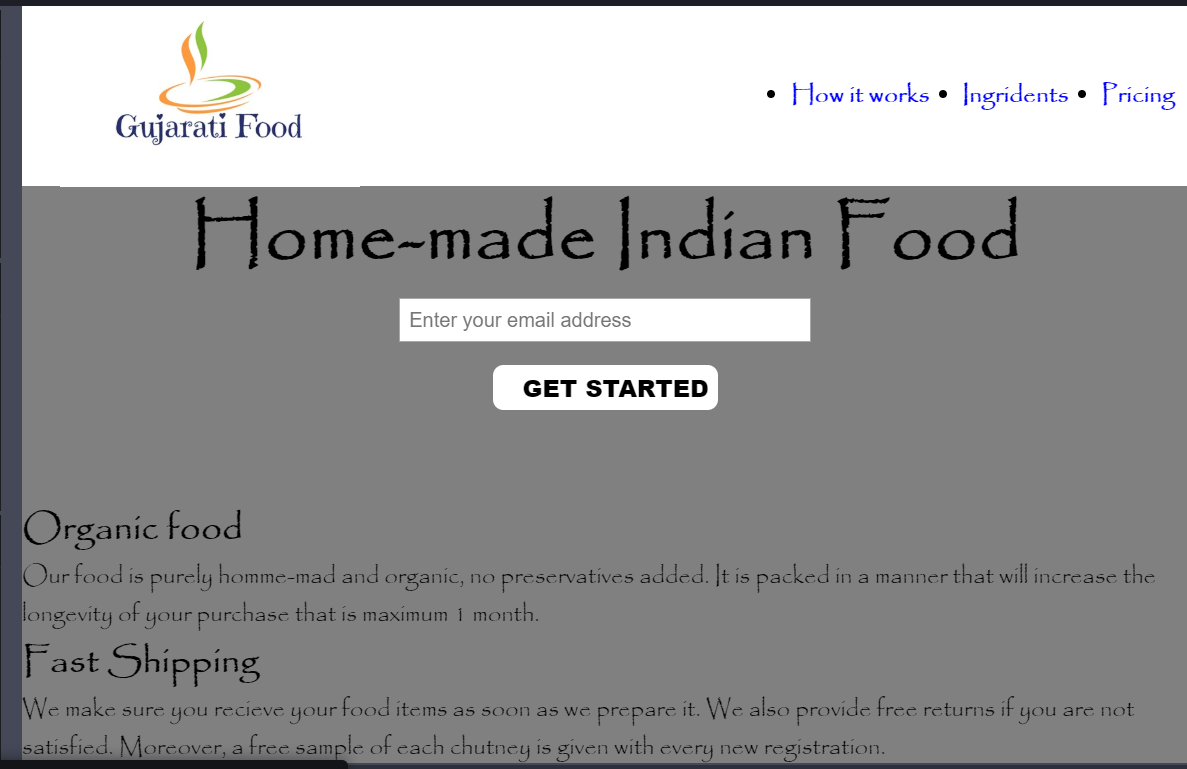 Gujarati Food
How it works Ingridents Pricing
Home-made Indian Food
Enter your email address
GET STARTED
Organic food
Our food is purely homme-mad and organic, no preservatives added. It is packed in a manner that will increase the
longevity of your purchase that is maximum 1 month.
Fast Shipping
We make sure you recieve your food items as soon as we prepare it. We also provide free returns if you are not
satisfied. Moreover, a free sample of each chutney is given with every new registration.